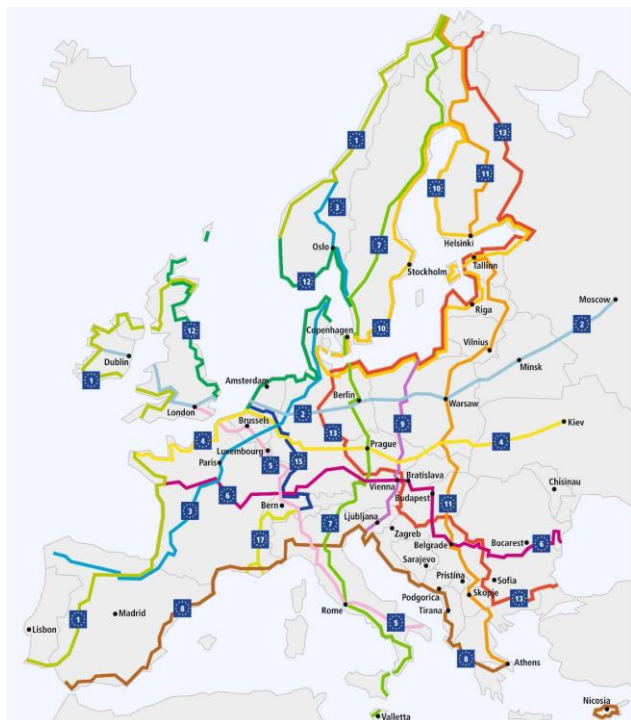 1
13
3
10
11
Oslo
7
Helsinki
12
Stockholm
Tallinn
Riga
Moscow
12
Copenhagen
10
2
Dublin
Vilnius
Minsk
1
Amsterdam
London
Berlin
2
Warsaw
9
Brussels
4
13
4
Kiev
Luxembourg
15
Prague
Paris
5
6
Vienna
Bratislava
Chisinau
3
Bern
Budapest
11
7
Ljubljana
17
Zagreb
Belgrade
Bucarest
6
Sarajevo
Pristina
Sofia
8
Madrid
Podgorica
Skopje
13
1
Rome
Tirana
Lisbon
5
8
Athens
Nicosia
Valletta